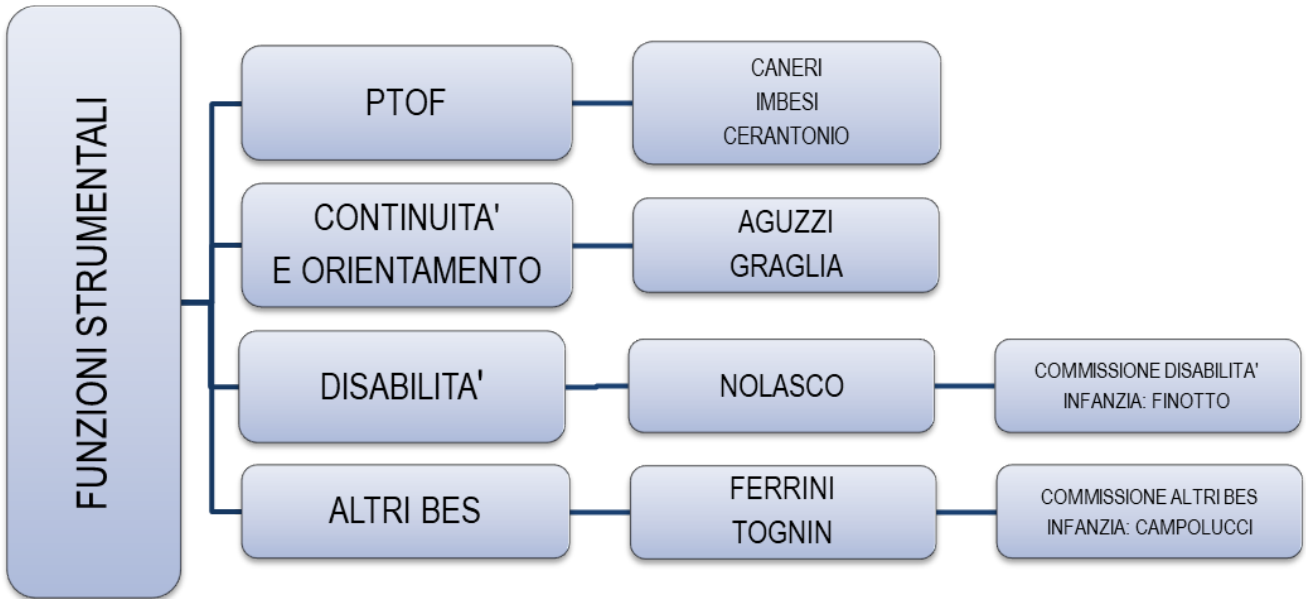 FUNZIONI STRUMENTALI
PTOF
CANERI
IMBESI
CERANTONIO
CONTINUITA'
E ORIENTAMENTO
AGUZZI
GRAGLIA
DISABILITA'
NOLASCO
COMMISSIONE DISABILITA'
INFANZIA: FINOTTO
ALTRI BES
FERRINI
TOGNIN
COMMISSIONE ALTRI BES
INFANZIA: CAMPOLUCCI